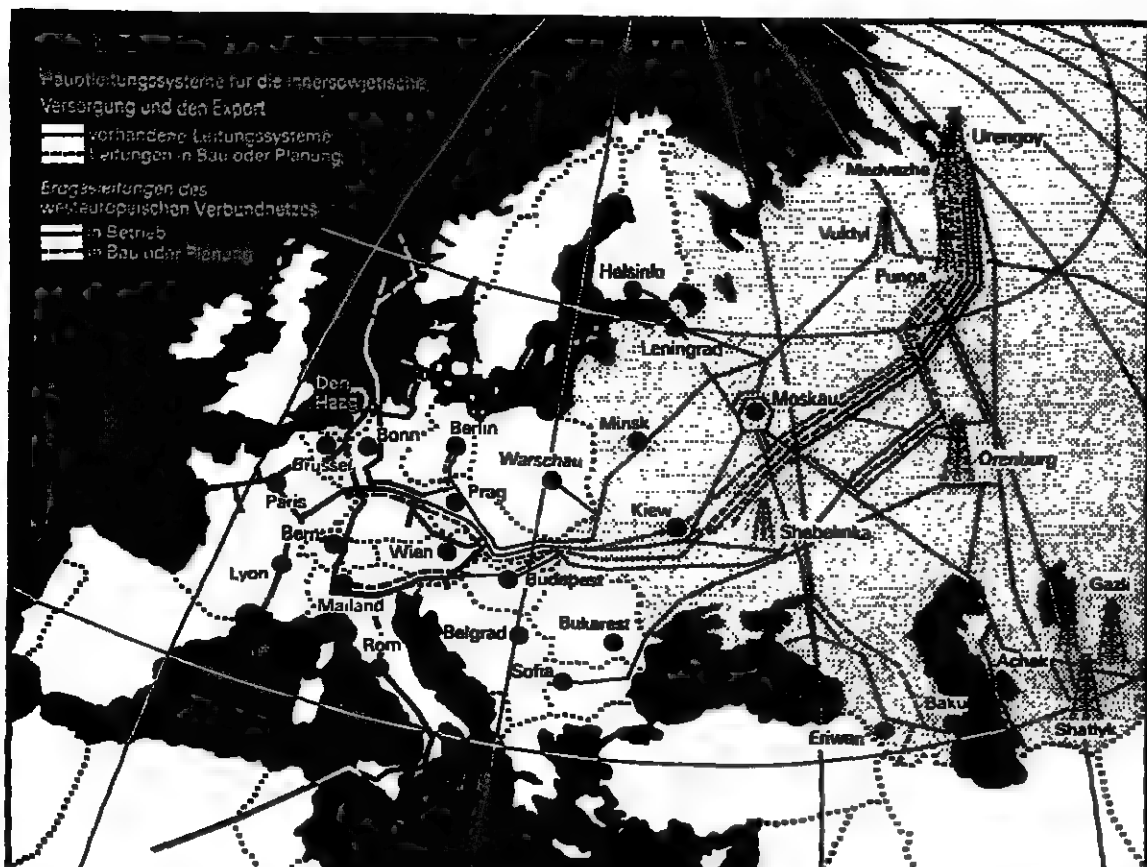 Hauptleitungssysteme für die innersowjetische
Versorgung und den Export
vorhandene Leitungssysteme
Leitungen in Bau oder Planung
Erdgasleitungen des
westeuropäischen Verbundnetzes
in Betrieb
in Bau oder Planung
Urengoy
Medvezhe
Vuktyl
Punga
Helsinki
Leningrad
Den
Haag
Moskau
Bonn
Berlin
Minsk
Brüssel
Warschau
Orenburg
Prag
Paris
Kiew
Shebelinka
Bern
Wien
Lyon
Budapest
Gazli
Mailand
Belgrad
Bukarest
Rom
Achak
Sofia
Baku
Eriwan
Shatlyk